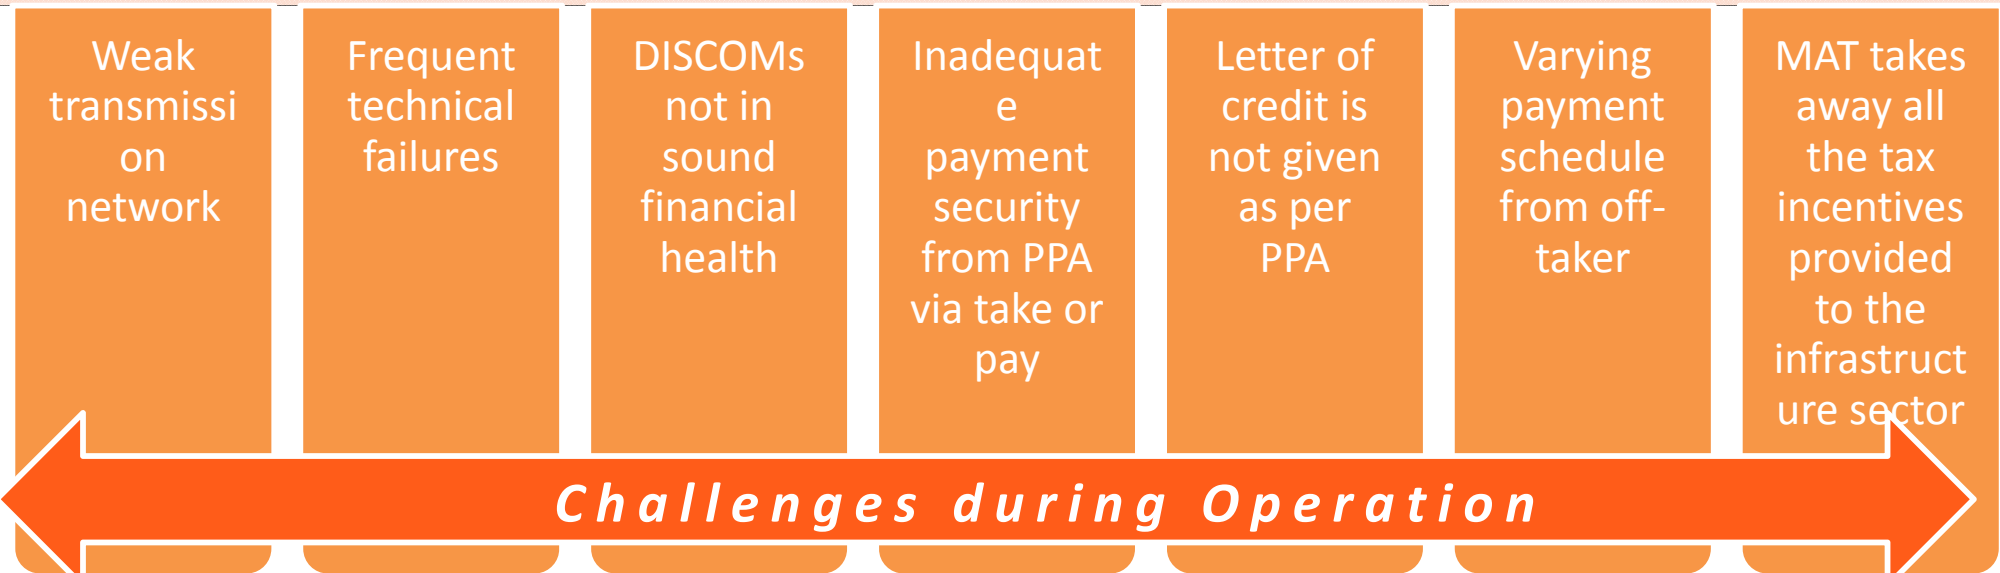 Weak
transmissi
on
network
Frequent
technical
failures
DISCOMs
not in
sound
financial
health
Inadequat
e
payment
security
from PPA
via take or
pay
Letter of
credit is
not given
as per
PPA
Varying
payment
schedule
from off-
taker
MAT takes
away all
the tax
incentives
provided
to the
infrastruct
ure sector
Challenges during Operation